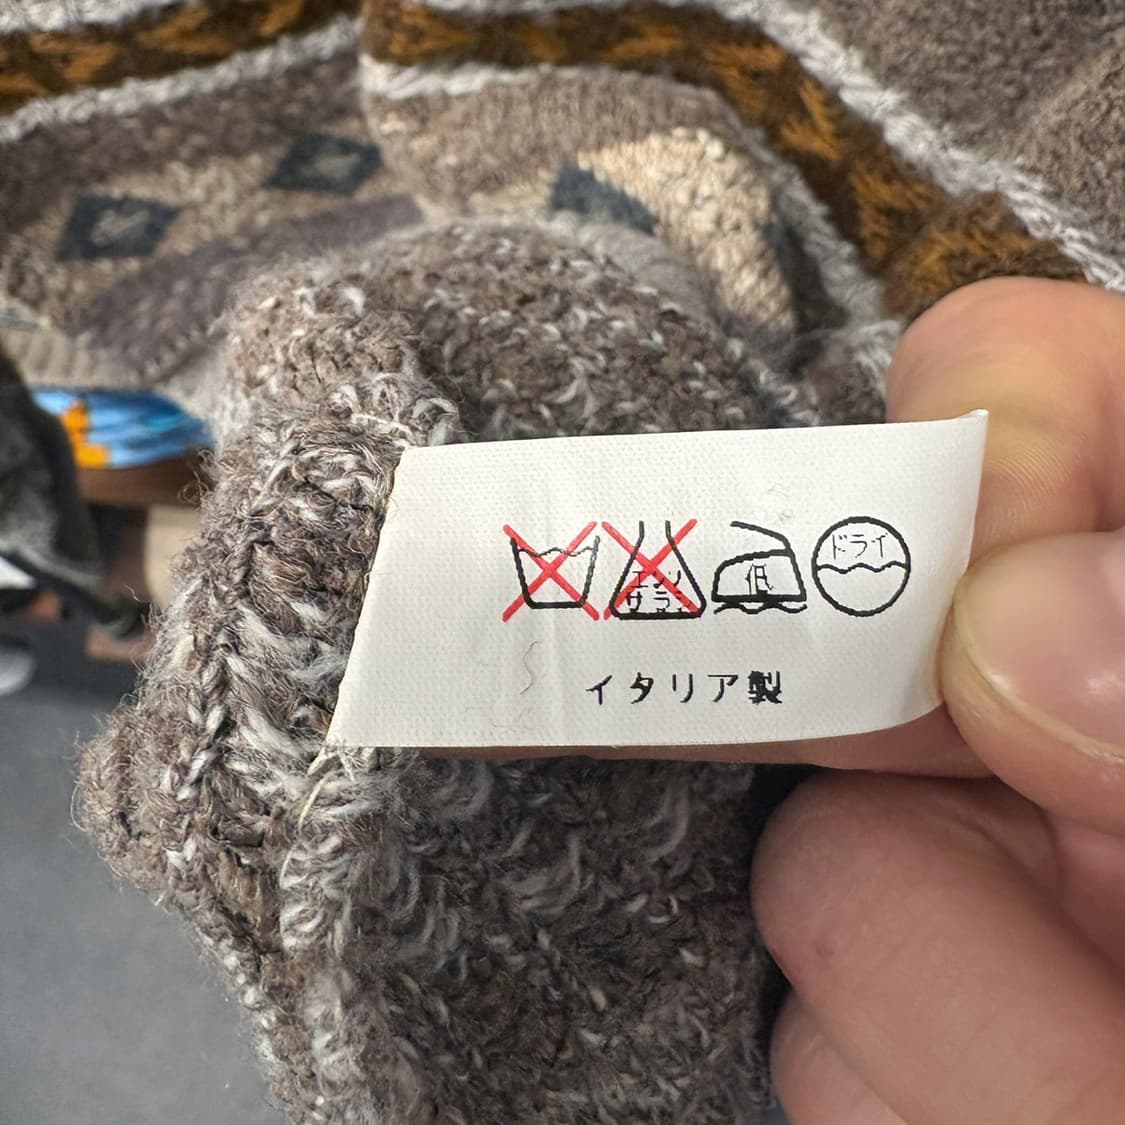 エンソ
サラシ
低
ドライ
イタリア製